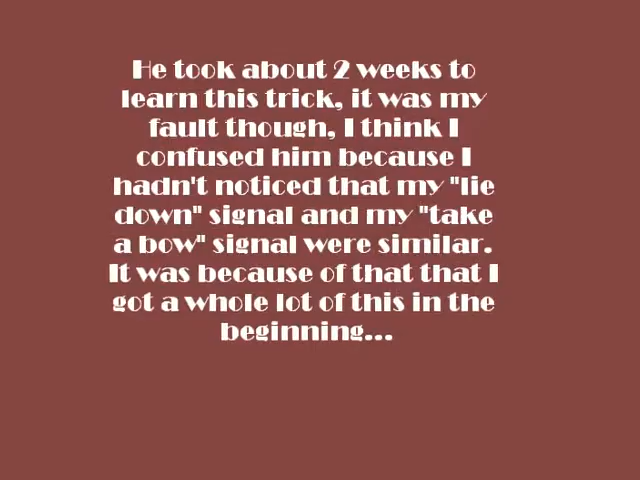 He took about 2 weeks to
learn this trick, it was my
fault though, I think I
confused him because I
hadn't noticed that my "lie
down" signal and my "take
a bow" signal were similar.
It was because of that that I
got a whole lot of this in the
beginning...